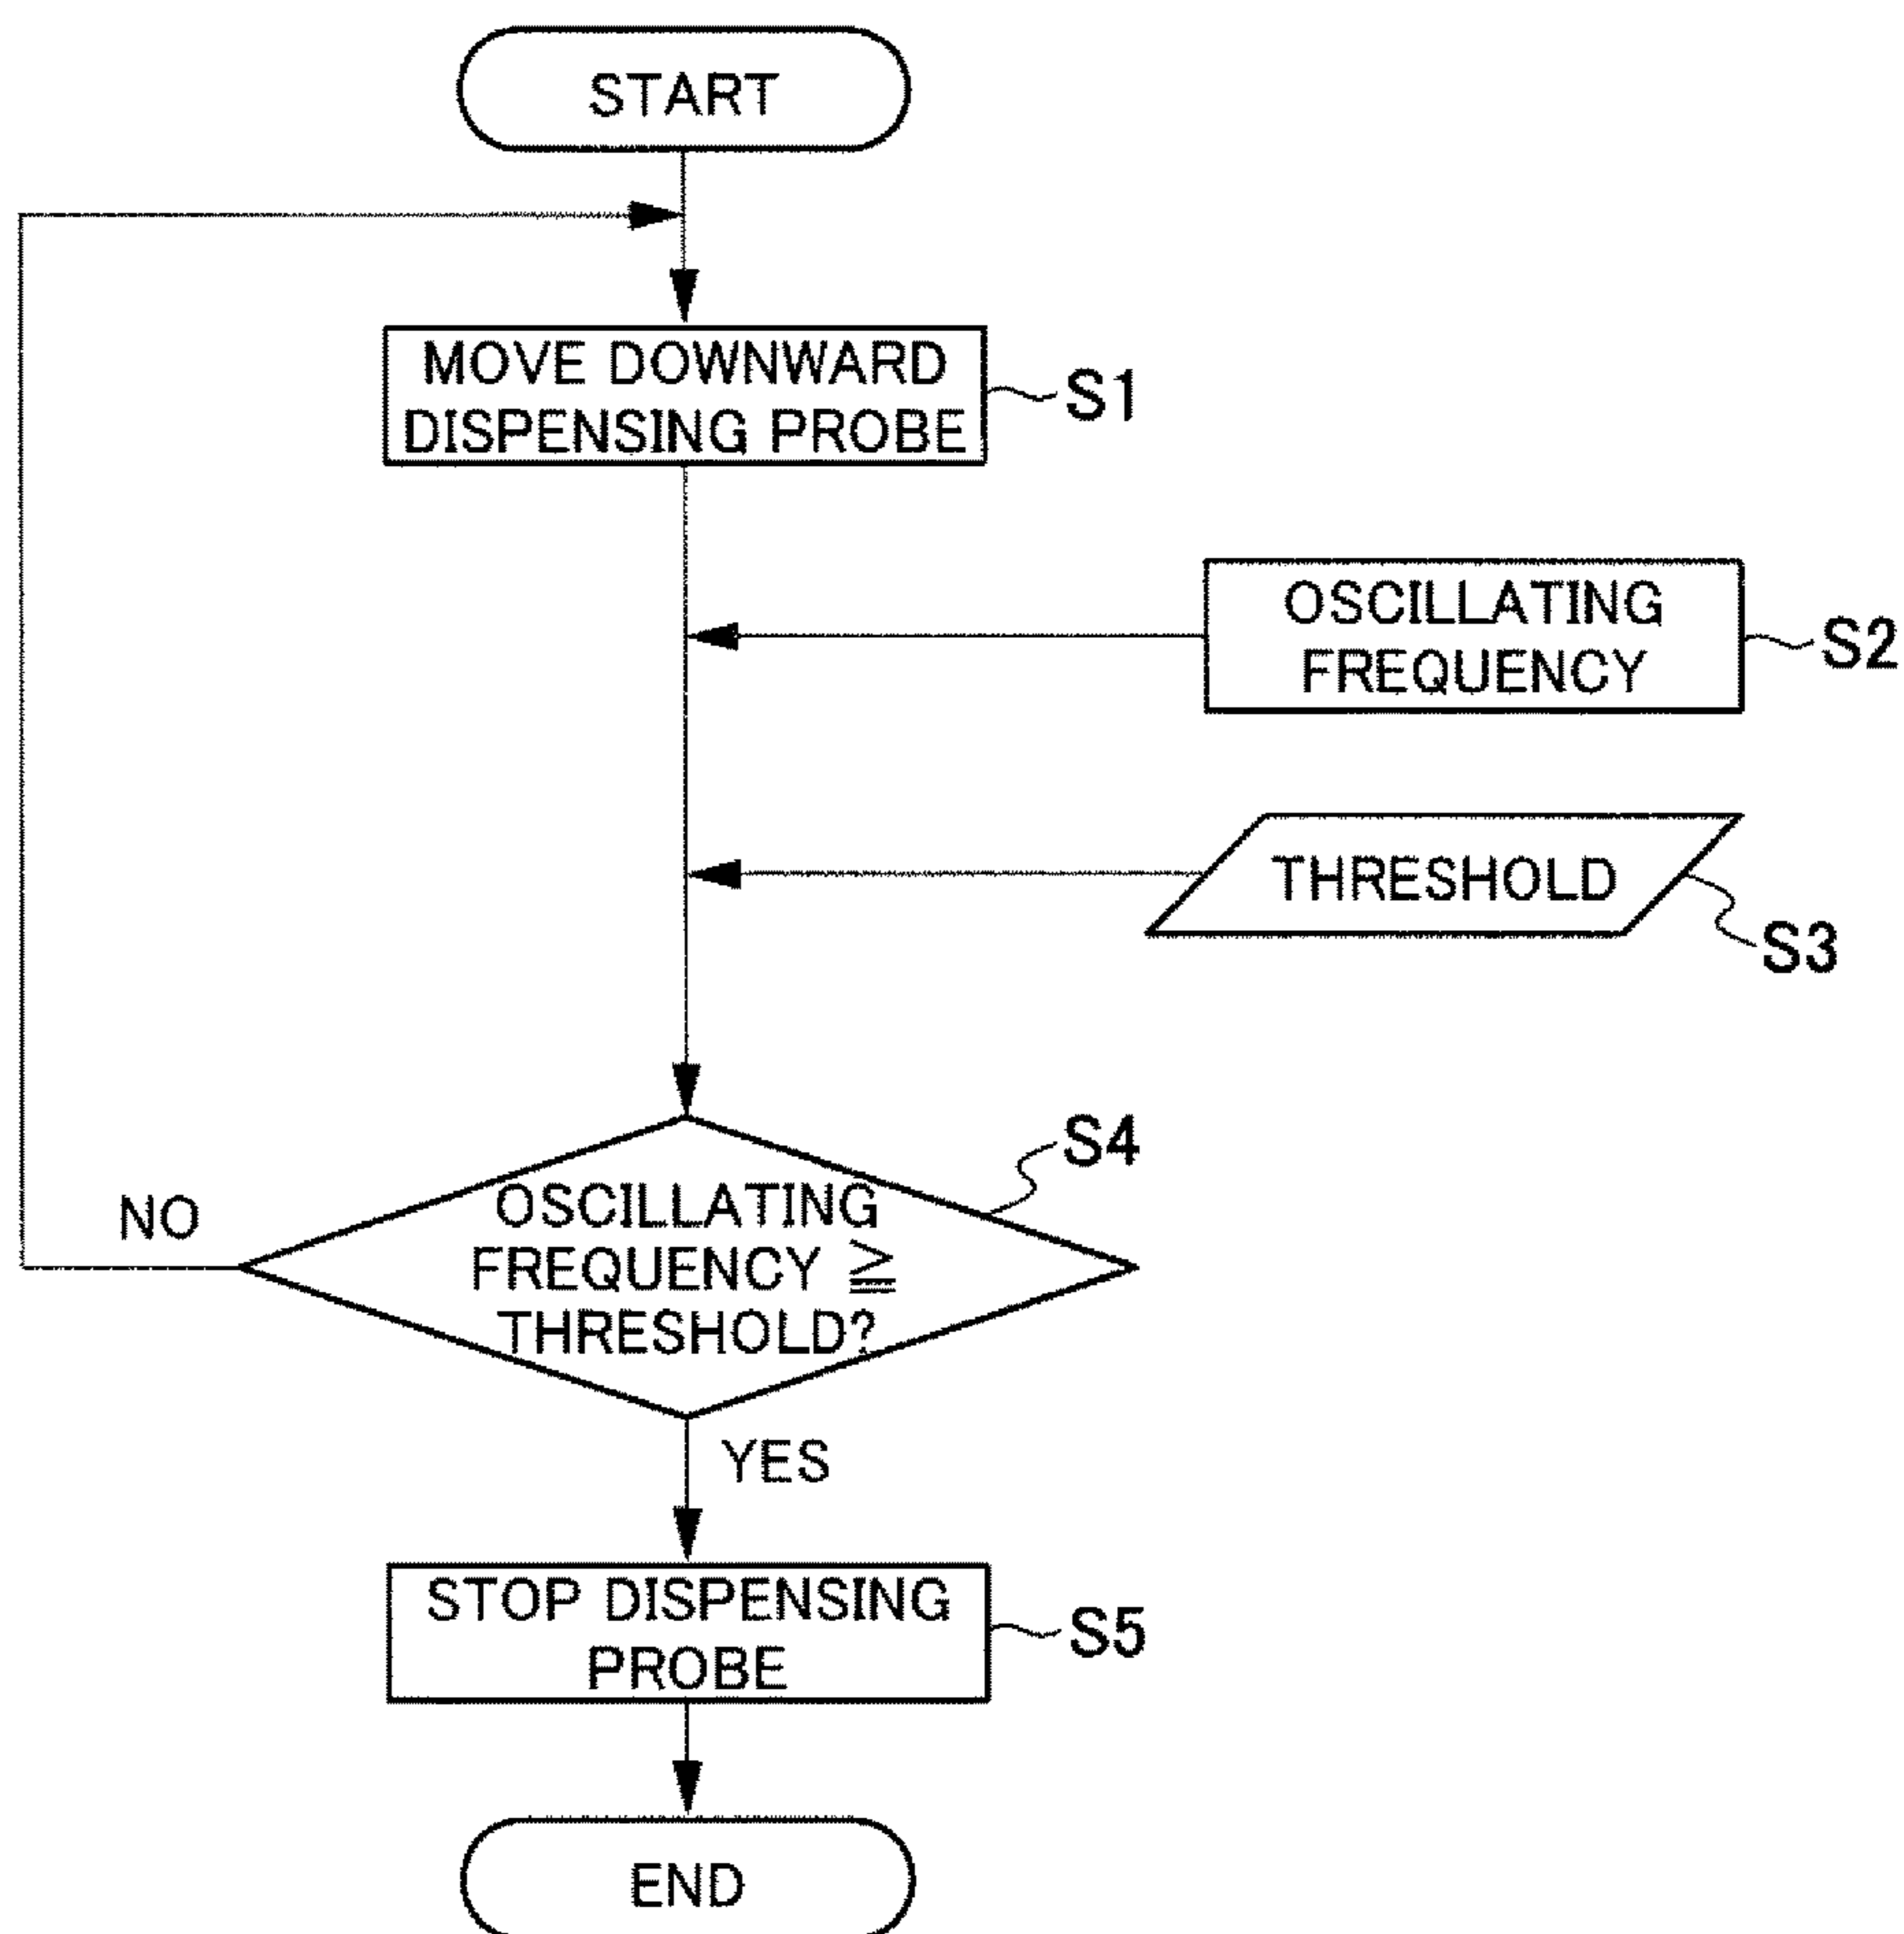 START
MOVE DOWNWARD
DISPENSING PROBE
S1
OSCILLATING
FREQUENCY
S2
THRESHOLD
S3
S4
OSCILLATING
FREQUENCY ≧
THRESHOLD?
NO
YES
STOP DISPENSING
PROBE
S5
END